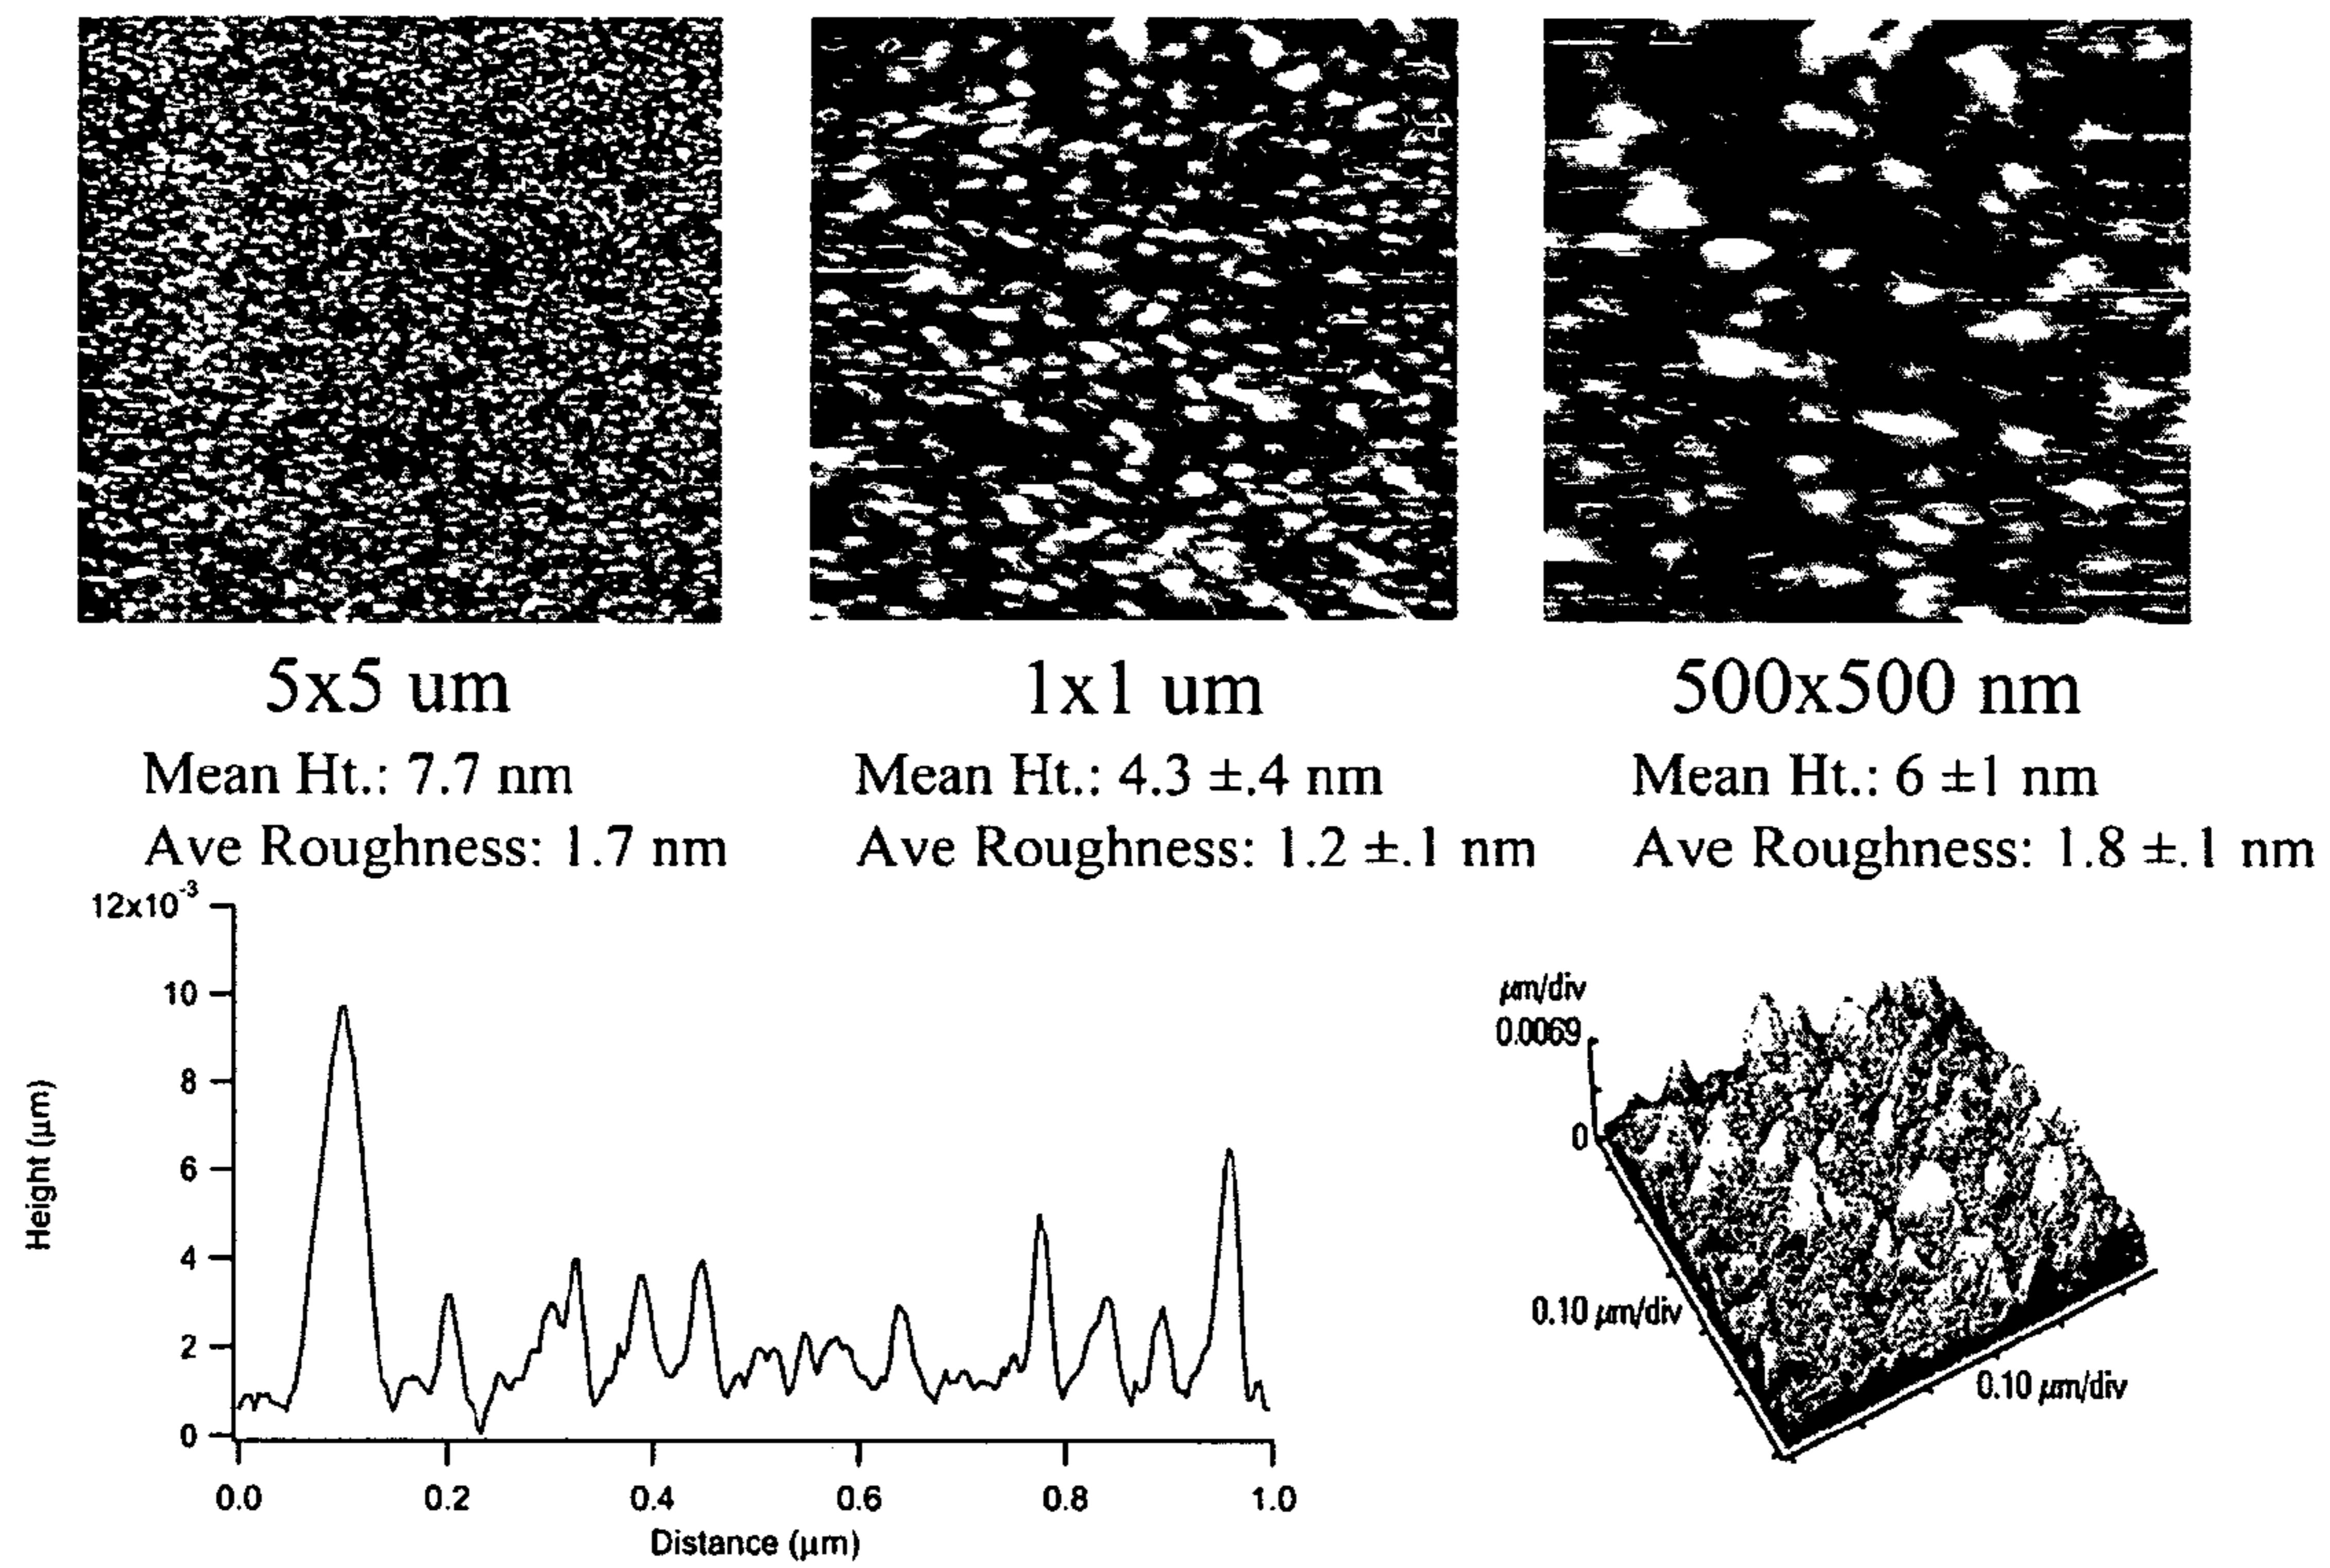 5x5 um
Mean Ht.: 7.7 nm
Ave Roughness: 1.7 nm
1x1 um
Mean Ht.: 4.3 ±.4 nm
Ave Roughness: 1.2 ±.1 nm
500x500 nm
Mean Ht.: 6 ±1 nm
Ave Roughness: 1.8 ±.1 nm
12x10-3
10
8
6
4
2
0
Height (μm)
0.0
0.2
0.4
0.6
0.8
1.0
Distance (μm)
μm/div
0.0069
0
0.10 μm/div
0.10 μm/div